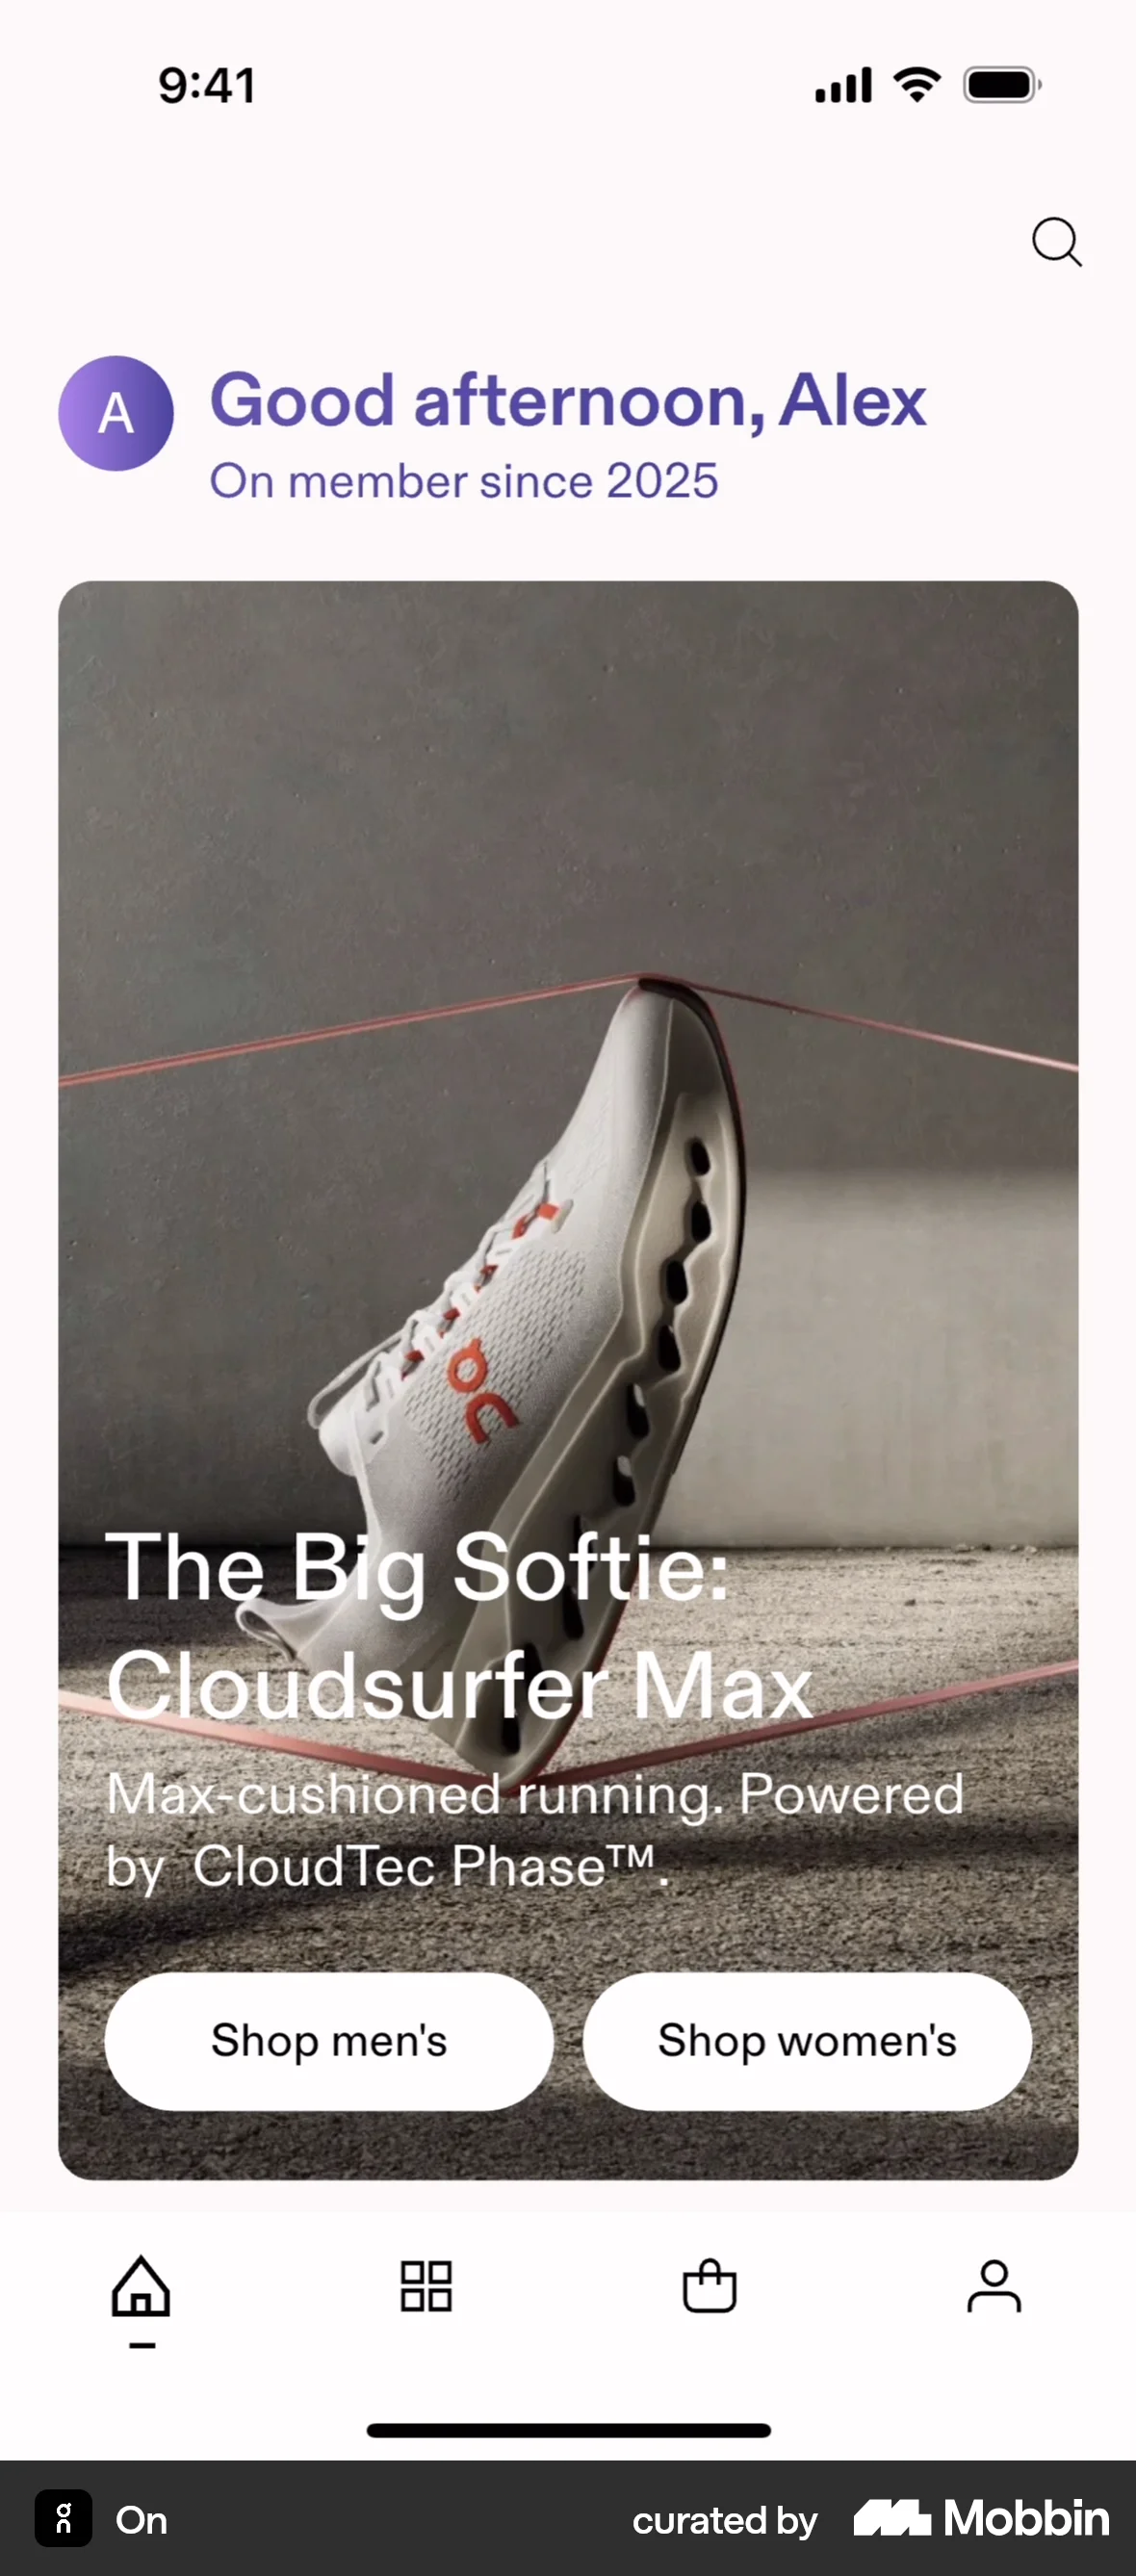 9:41
A
Good afternoon, Alex
On member since 2025
The Big Softie:
Cloudsurfer Max
Max-cushioned running. Powered
by  CloudTec Phase™.
Shop men's
Shop women's
On
curated by Mobbin